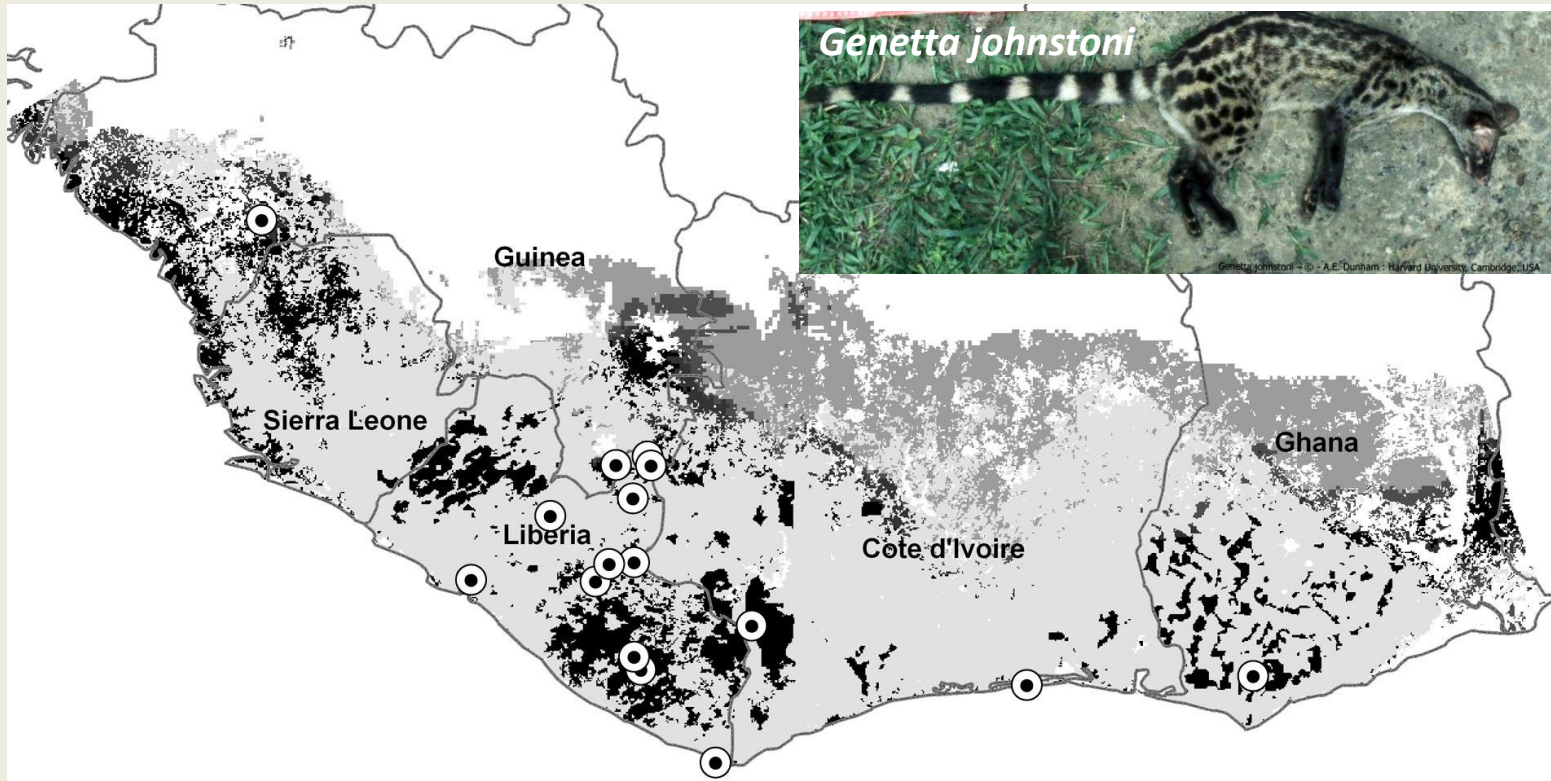 Genetta johnstoni
Genetta johnstoni - © - A.E. Dunham : Harvard University, Cambridge, USA
Guinea
Sierra Leone
Ghana
Liberia
Cote d'Ivoire